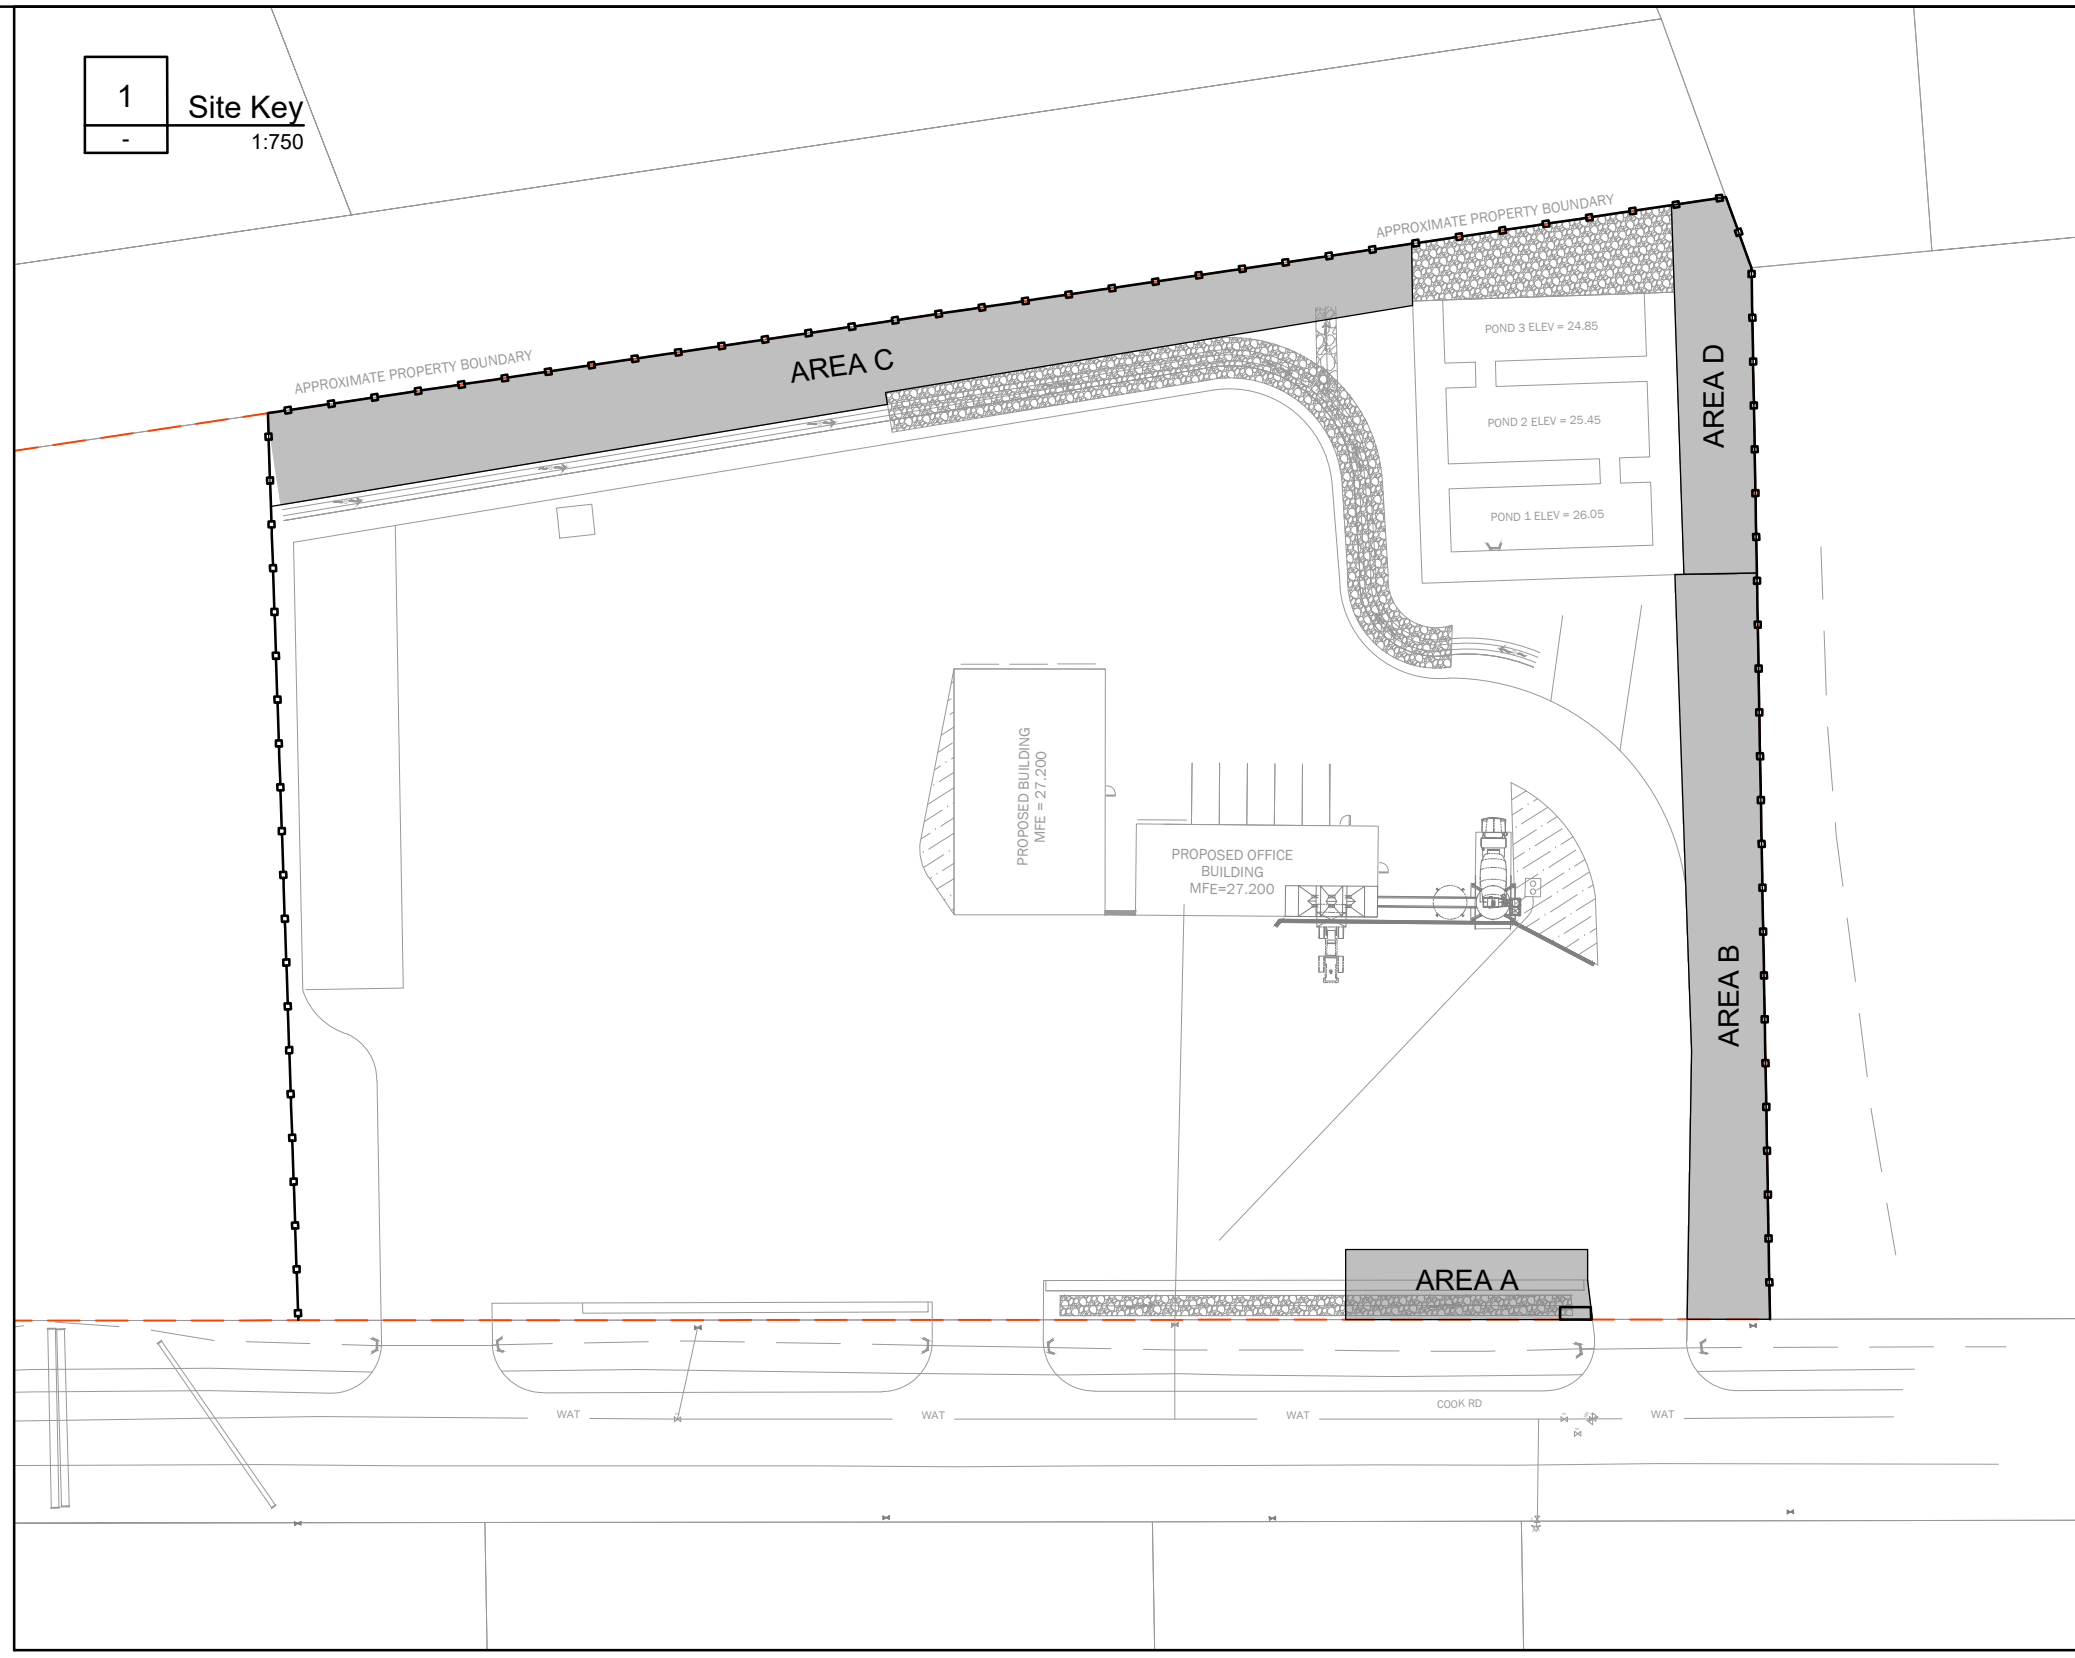 1
Site Key
-
1:750
APPROXIMATE PROPERTY BOUNDARY
APPROXIMATE PROPERTY BOUNDARY
AREA C
POND 3 ELEV = 24.85
AREA D
POND 2 ELEV = 25.45
POND 1 ELEV = 26.05
PROPOSED BUILDING
MFE = 27.200
PROPOSED OFFICE
BUILDING
MFE=27.200
AREA B
AREA A
COOK RD
WAT
WAT
WAT
WAT